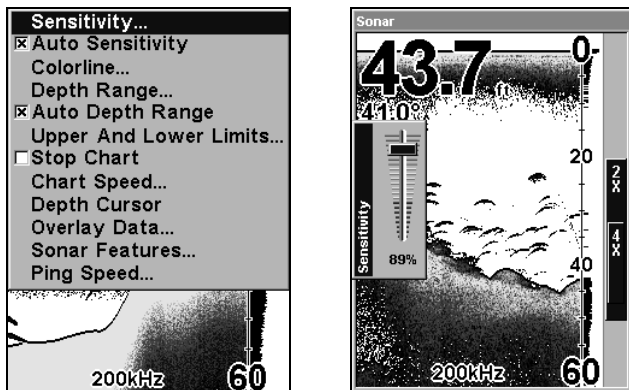 Sensitivity...
Auto Sensitivity
Colorline...
Depth Range...
Auto Depth Range
Upper And Lower Limits...
Stop Chart
Chart Speed...
Depth Cursor
Overlay Data...
Sonar Features...
Ping Speed...
200kHz
60
Sonar
0
43.7 ft
41.0°
20
2x
4x
Sensitivity
89%
40
200kHz
60